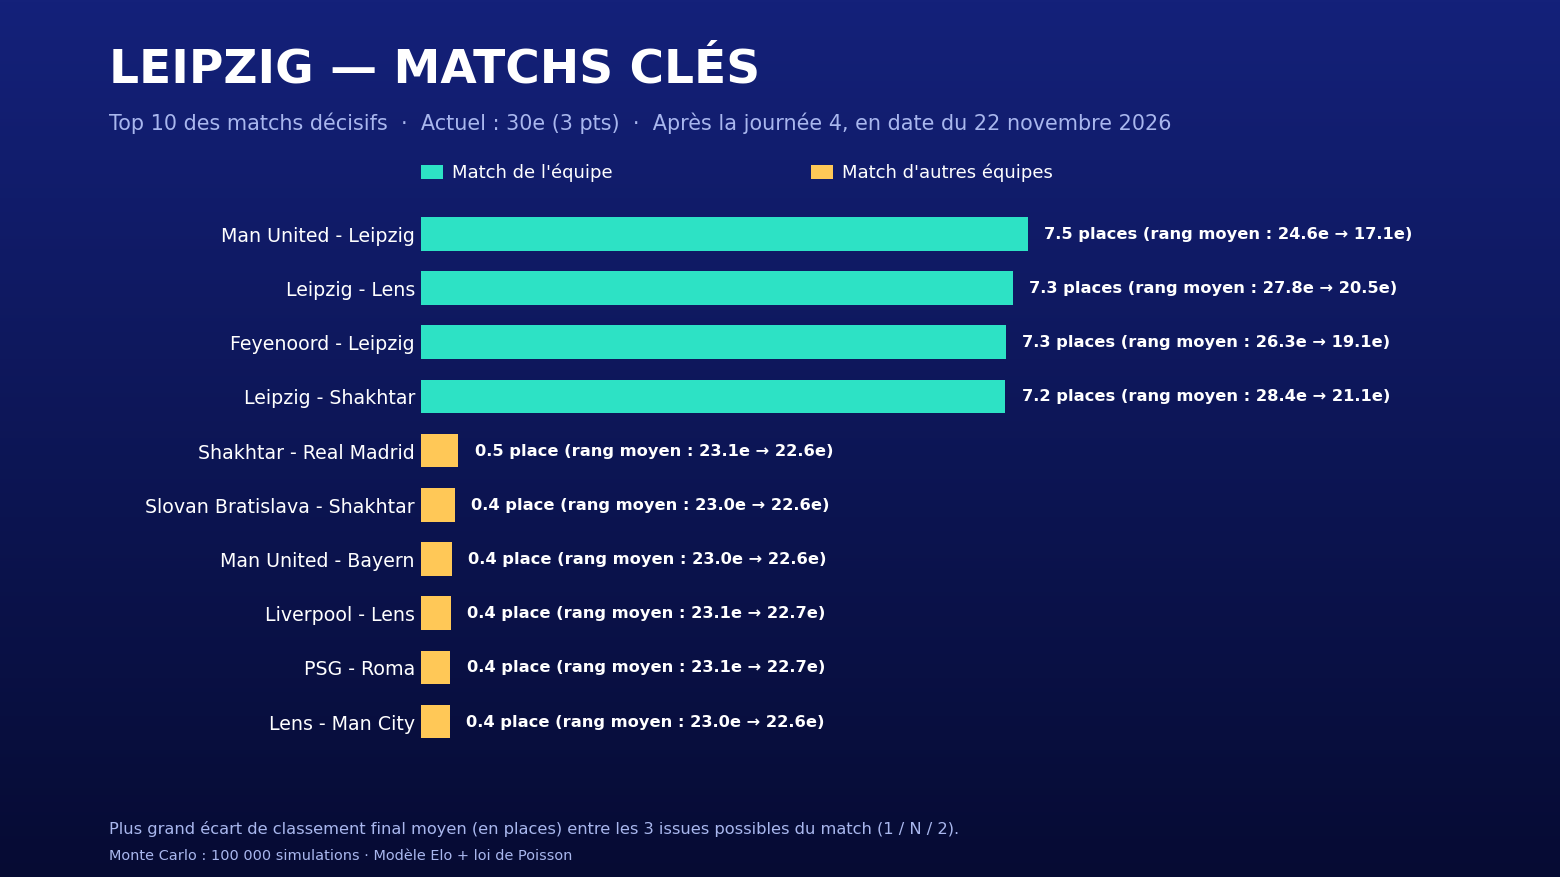 LEIPZIG — MATCHS CLÉS
Top 10 des matchs décisifs · Actuel : 30e (3 pts) · Après la journée 4, en date du 22 novembre 2026
Match de l'équipe
Match d'autres équipes
Man United - Leipzig 7.5 places (rang moyen : 24.6e → 17.1e)
Leipzig - Lens 7.3 places (rang moyen : 27.8e → 20.5e)
Feyenoord - Leipzig 7.3 places (rang moyen : 26.3e → 19.1e)
Leipzig - Shakhtar 7.2 places (rang moyen : 28.4e → 21.1e)
Shakhtar - Real Madrid 0.5 place (rang moyen : 23.1e → 22.6e)
Slovan Bratislava - Shakhtar 0.4 place (rang moyen : 23.0e → 22.6e)
Man United - Bayern 0.4 place (rang moyen : 23.0e → 22.6e)
Liverpool - Lens 0.4 place (rang moyen : 23.1e → 22.7e)
PSG - Roma 0.4 place (rang moyen : 23.1e → 22.7e)
Lens - Man City 0.4 place (rang moyen : 23.0e → 22.6e)
Plus grand écart de classement final moyen (en places) entre les 3 issues possibles du match (1 / N / 2).
Monte Carlo : 100 000 simulations · Modèle Elo + loi de Poisson